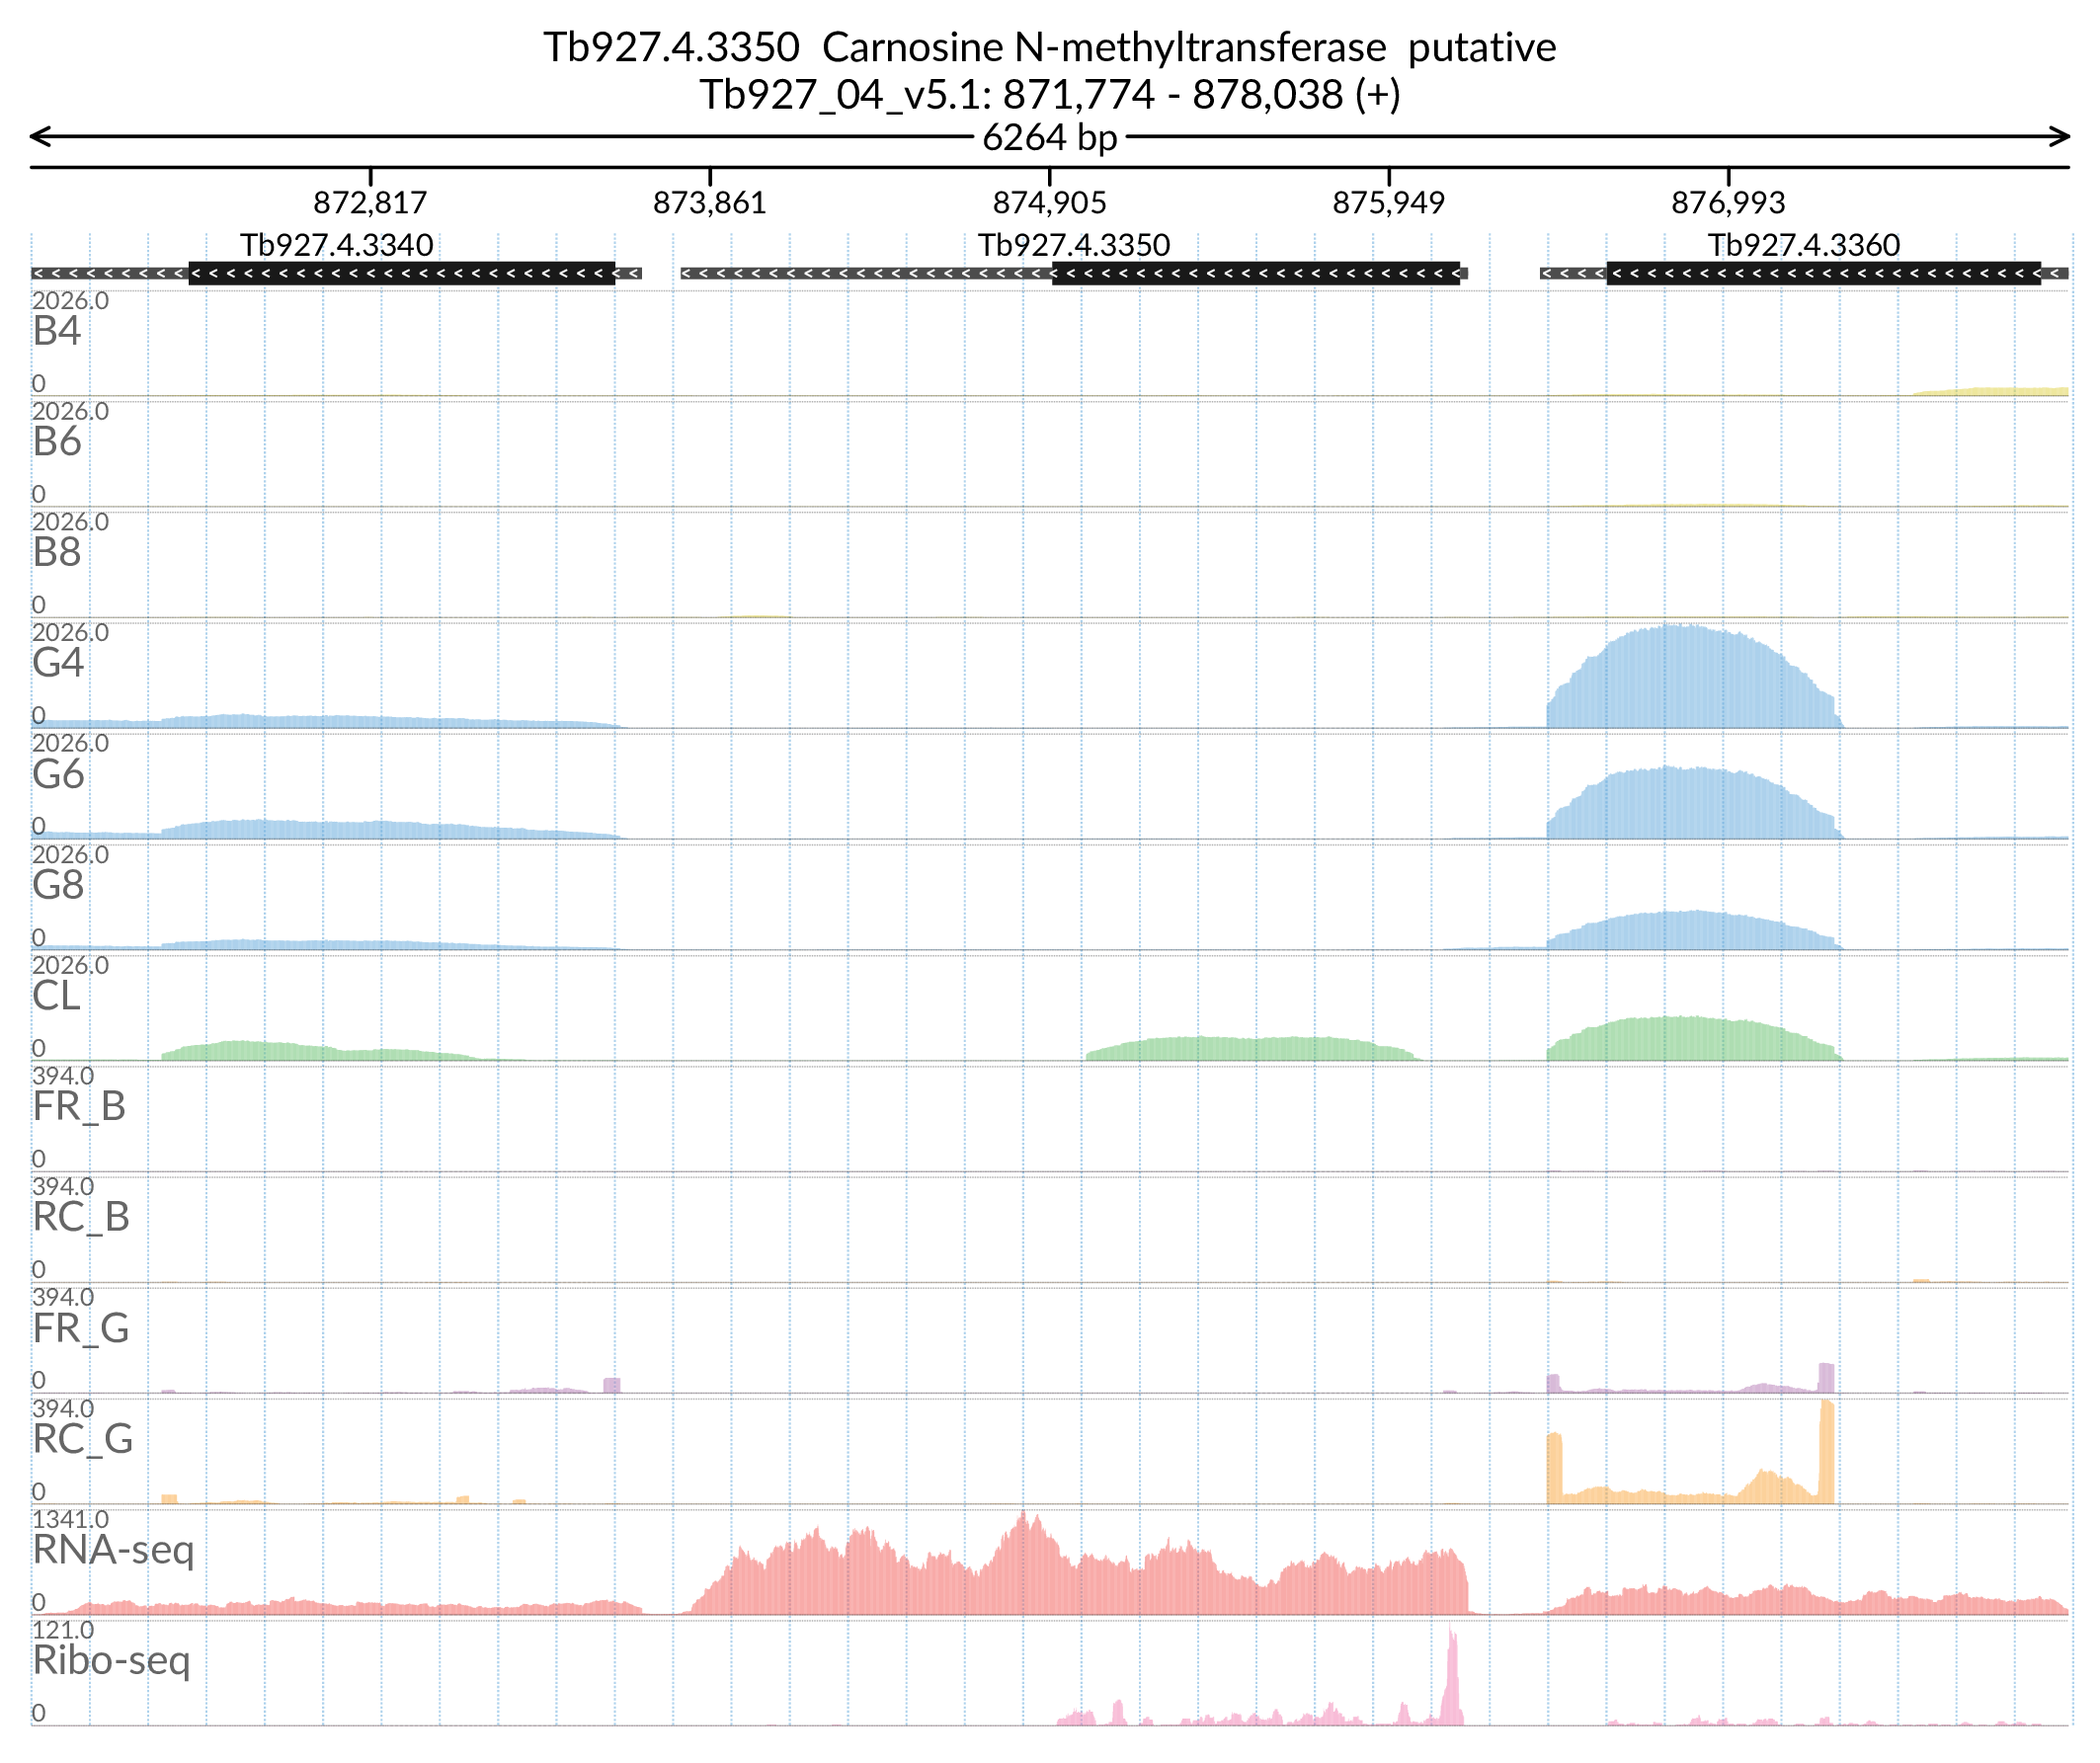 Tb927.4.3350 Carnosine N-methyltransferase putative
Tb927_04_v5.1: 871,774 - 878,038 (+)
6264 bp
872,817 873,861 874,905 875,949 876,993
Tb927.4.3340 Tb927.4.3350 Tb927.4.3360
2026.0
B4
0
2026.0
B6
0
2026.0
B8
0
2026.0
G4
0
2026.0
G6
0
2026.0
G8
0
2026.0
CL
0
394.0
FR_B
0
394.0
RC_B
0
394.0
FR_G
0
394.0
RC_G
0
1341.0
RNA-seq
0
121.0
Ribo-seq
0